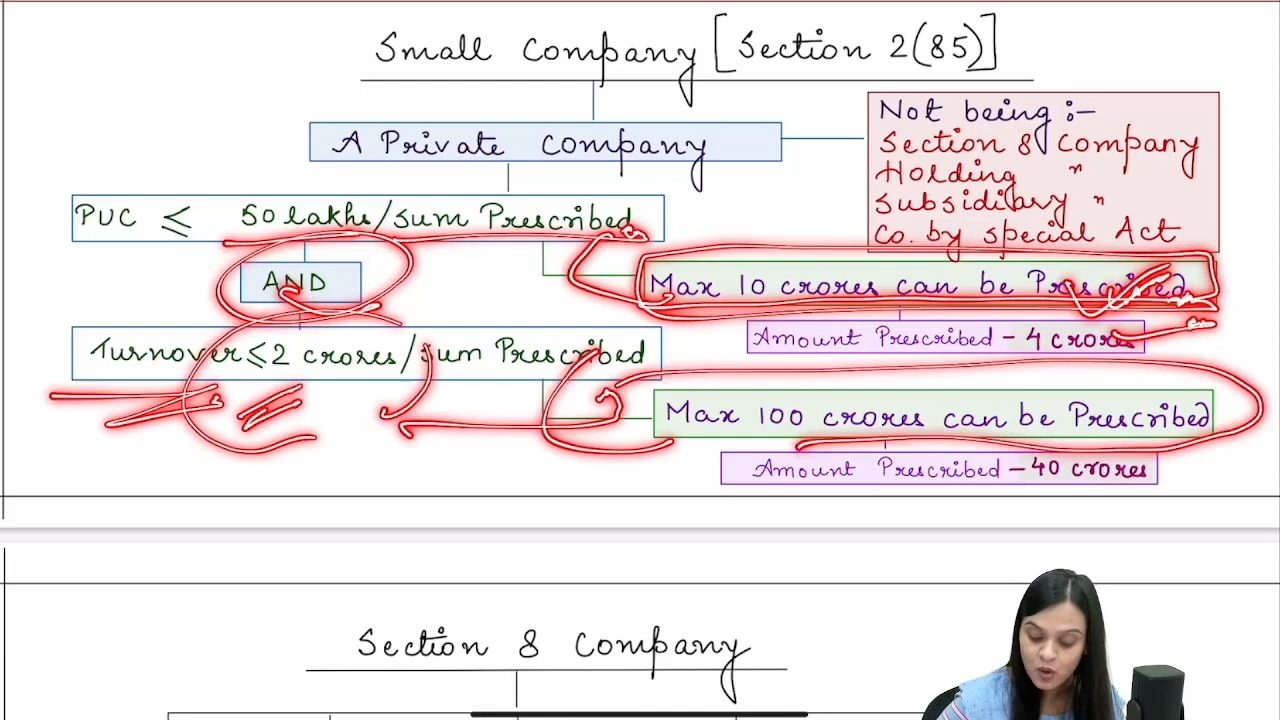 Small Company [Section 2(85)]
A Private Company
Not being :-
Section 8 Company
Holding " "
Subsidiary "
Co. by special Act
PUC ≤ 50 lakhs/sum Prescribed
AND
Max 10 crores can be Prescribed
Amount Prescribed - 4 crores
Turnover ≤ 2 crores/sum Prescribed
Max 100 crores can be Prescribed
Amount Prescribed - 40 crores
Section 8 Company